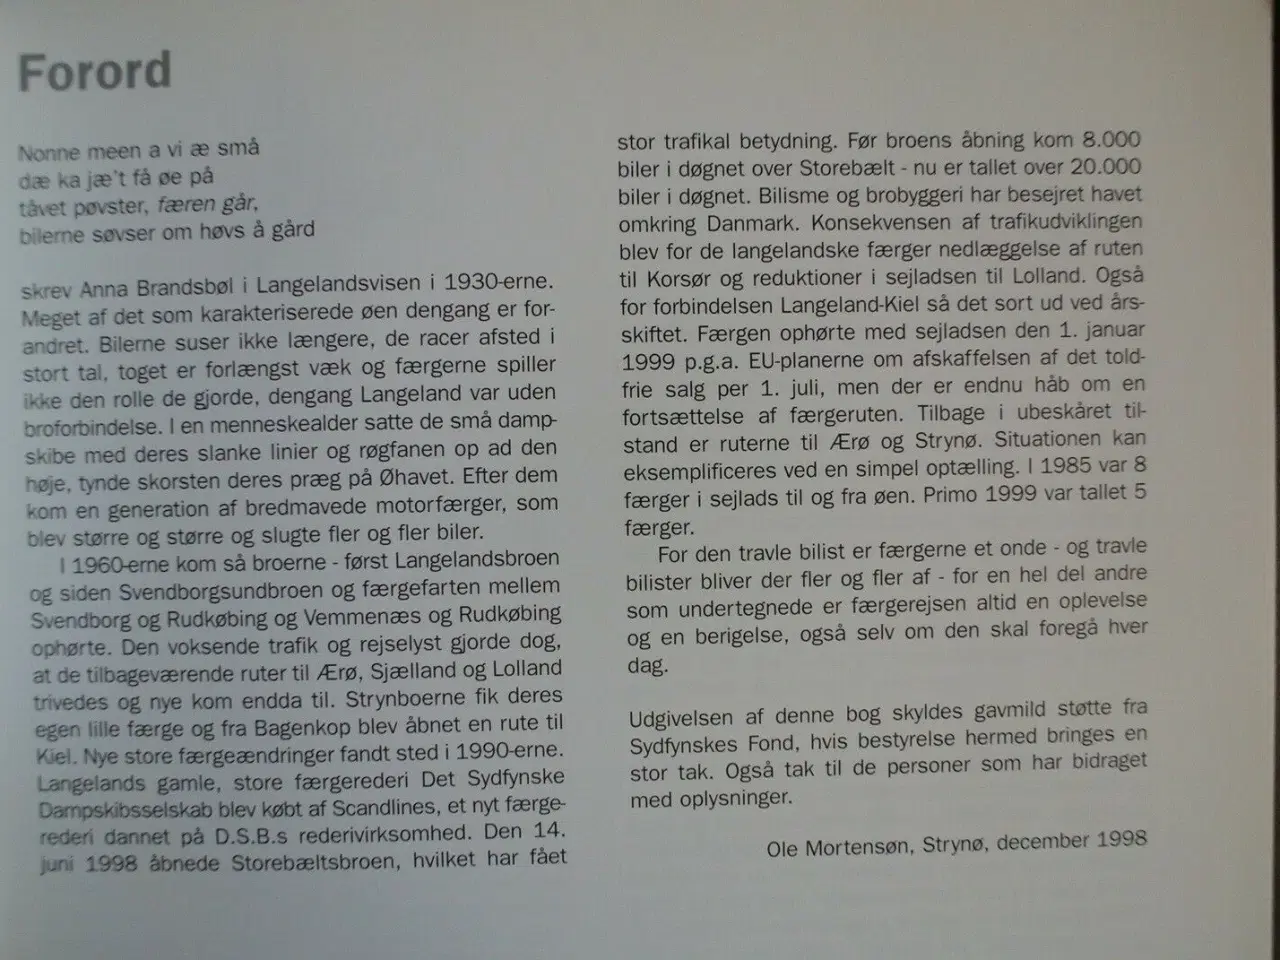 Forord
Nonne meen a vi æ små
dæ ka jæ't få øe på
tåvet pøvster, færen går,
bilerne søvser om høvs å gård
skrev Anna Brandsbøl i Langelandsvisen i 1930-erne.
Meget af det som karakteriserede øen dengang er for-
andret. Bilerne suser ikke længere, de racer afsted i
stort tal, toget er forlængst væk og færgerne spiller
ikke den rolle de gjorde, dengang Langeland var uden
broforbindelse. I en menneskealder satte de små damp-
skibe med deres slanke linier og røgfanen op ad den
høje, tynde skorsten deres præg på Øhavet. Efter dem
kom en generation af bredmavede motorfærger, som
blev større og større og slugte fler og fler biler.
I 1960-erne kom så broerne - først Langelandsbroen
og siden Svendborgsundbroen og færgefarten mellem
Svendborg og Rudkøbing og Vemmenæs og Rudkøbing
ophørte. Den voksende trafik og rejselyst gjorde dog,
at de tilbageværende ruter til Ærø, Sjælland og Lolland
trivedes og nye kom endda til. Strynboerne fik deres
egen lille færge og fra Bagenkop blev åbnet en rute til
Kiel. Nye store færgeændringer fandt sted i 1990-erne.
Langelands gamle, store færgerederi Det Sydfynske
Dampskibsselskab blev købt af Scandlines, et nyt færge-
rederi dannet på D.S.B.s rederivirksomhed. Den 14.
juni 1998 åbnede Storebæltsbroen, hvilket har fået
stor trafikal betydning. Før broens åbning kom 8.000
biler i døgnet over Storebælt - nu er tallet over 20.000
biler i døgnet. Bilisme og brobyggeri har besejret havet
omkring Danmark. Konsekvensen af trafikudviklingen
blev for de langelandske færger nedlæggelse af ruten
til Korsør og reduktioner i sejladsen til Lolland. Også
for forbindelsen Langeland-Kiel så det sort ud ved års-
skiftet. Færgen ophørte med sejladsen den 1. januar
1999 p.g.a. EU-planerne om afskaffelsen af det told-
frie salg per 1. juli, men der er endnu håb om en
fortsættelse af færgeruten. Tilbage i ubeskåret til-
stand er ruterne til Ærø og Strynø. Situationen kan
eksemplificeres ved en simpel optælling. I 1985 var 8
færger i sejlads til og fra øen. Primo 1999 var tallet 5
færger.
For den travle bilist er færgerne et onde - og travle
bilister bliver der fler og fler af - for en hel del andre
som undertegnede er færgerejsen altid en oplevelse
og en berigelse, også selv om den skal foregå hver
dag.
Udgivelsen af denne bog skyldes gavmild støtte fra
Sydfynskes Fond, hvis bestyrelse hermed bringes en
stor tak. Også tak til de personer som har bidraget
med oplysninger.
Ole Mortensøn, Strynø, december 1998